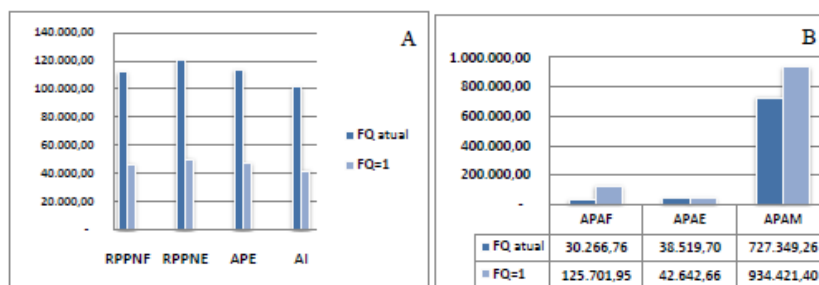 A
140.000,00
120.000,00
100.000,00
80.000,00
60.000,00
40.000,00
20.000,00
-
RPPNF RPPNE APE AI
FQ atual
FQ=1
B
1.000.000,00
800.000,00
600.000,00
400.000,00
200.000,00
-
APAF APAE APAM
FQ atual 30.266,76 38.519,70 727.349,26
FQ=1 125.701,95 42.642,66 934.421,40